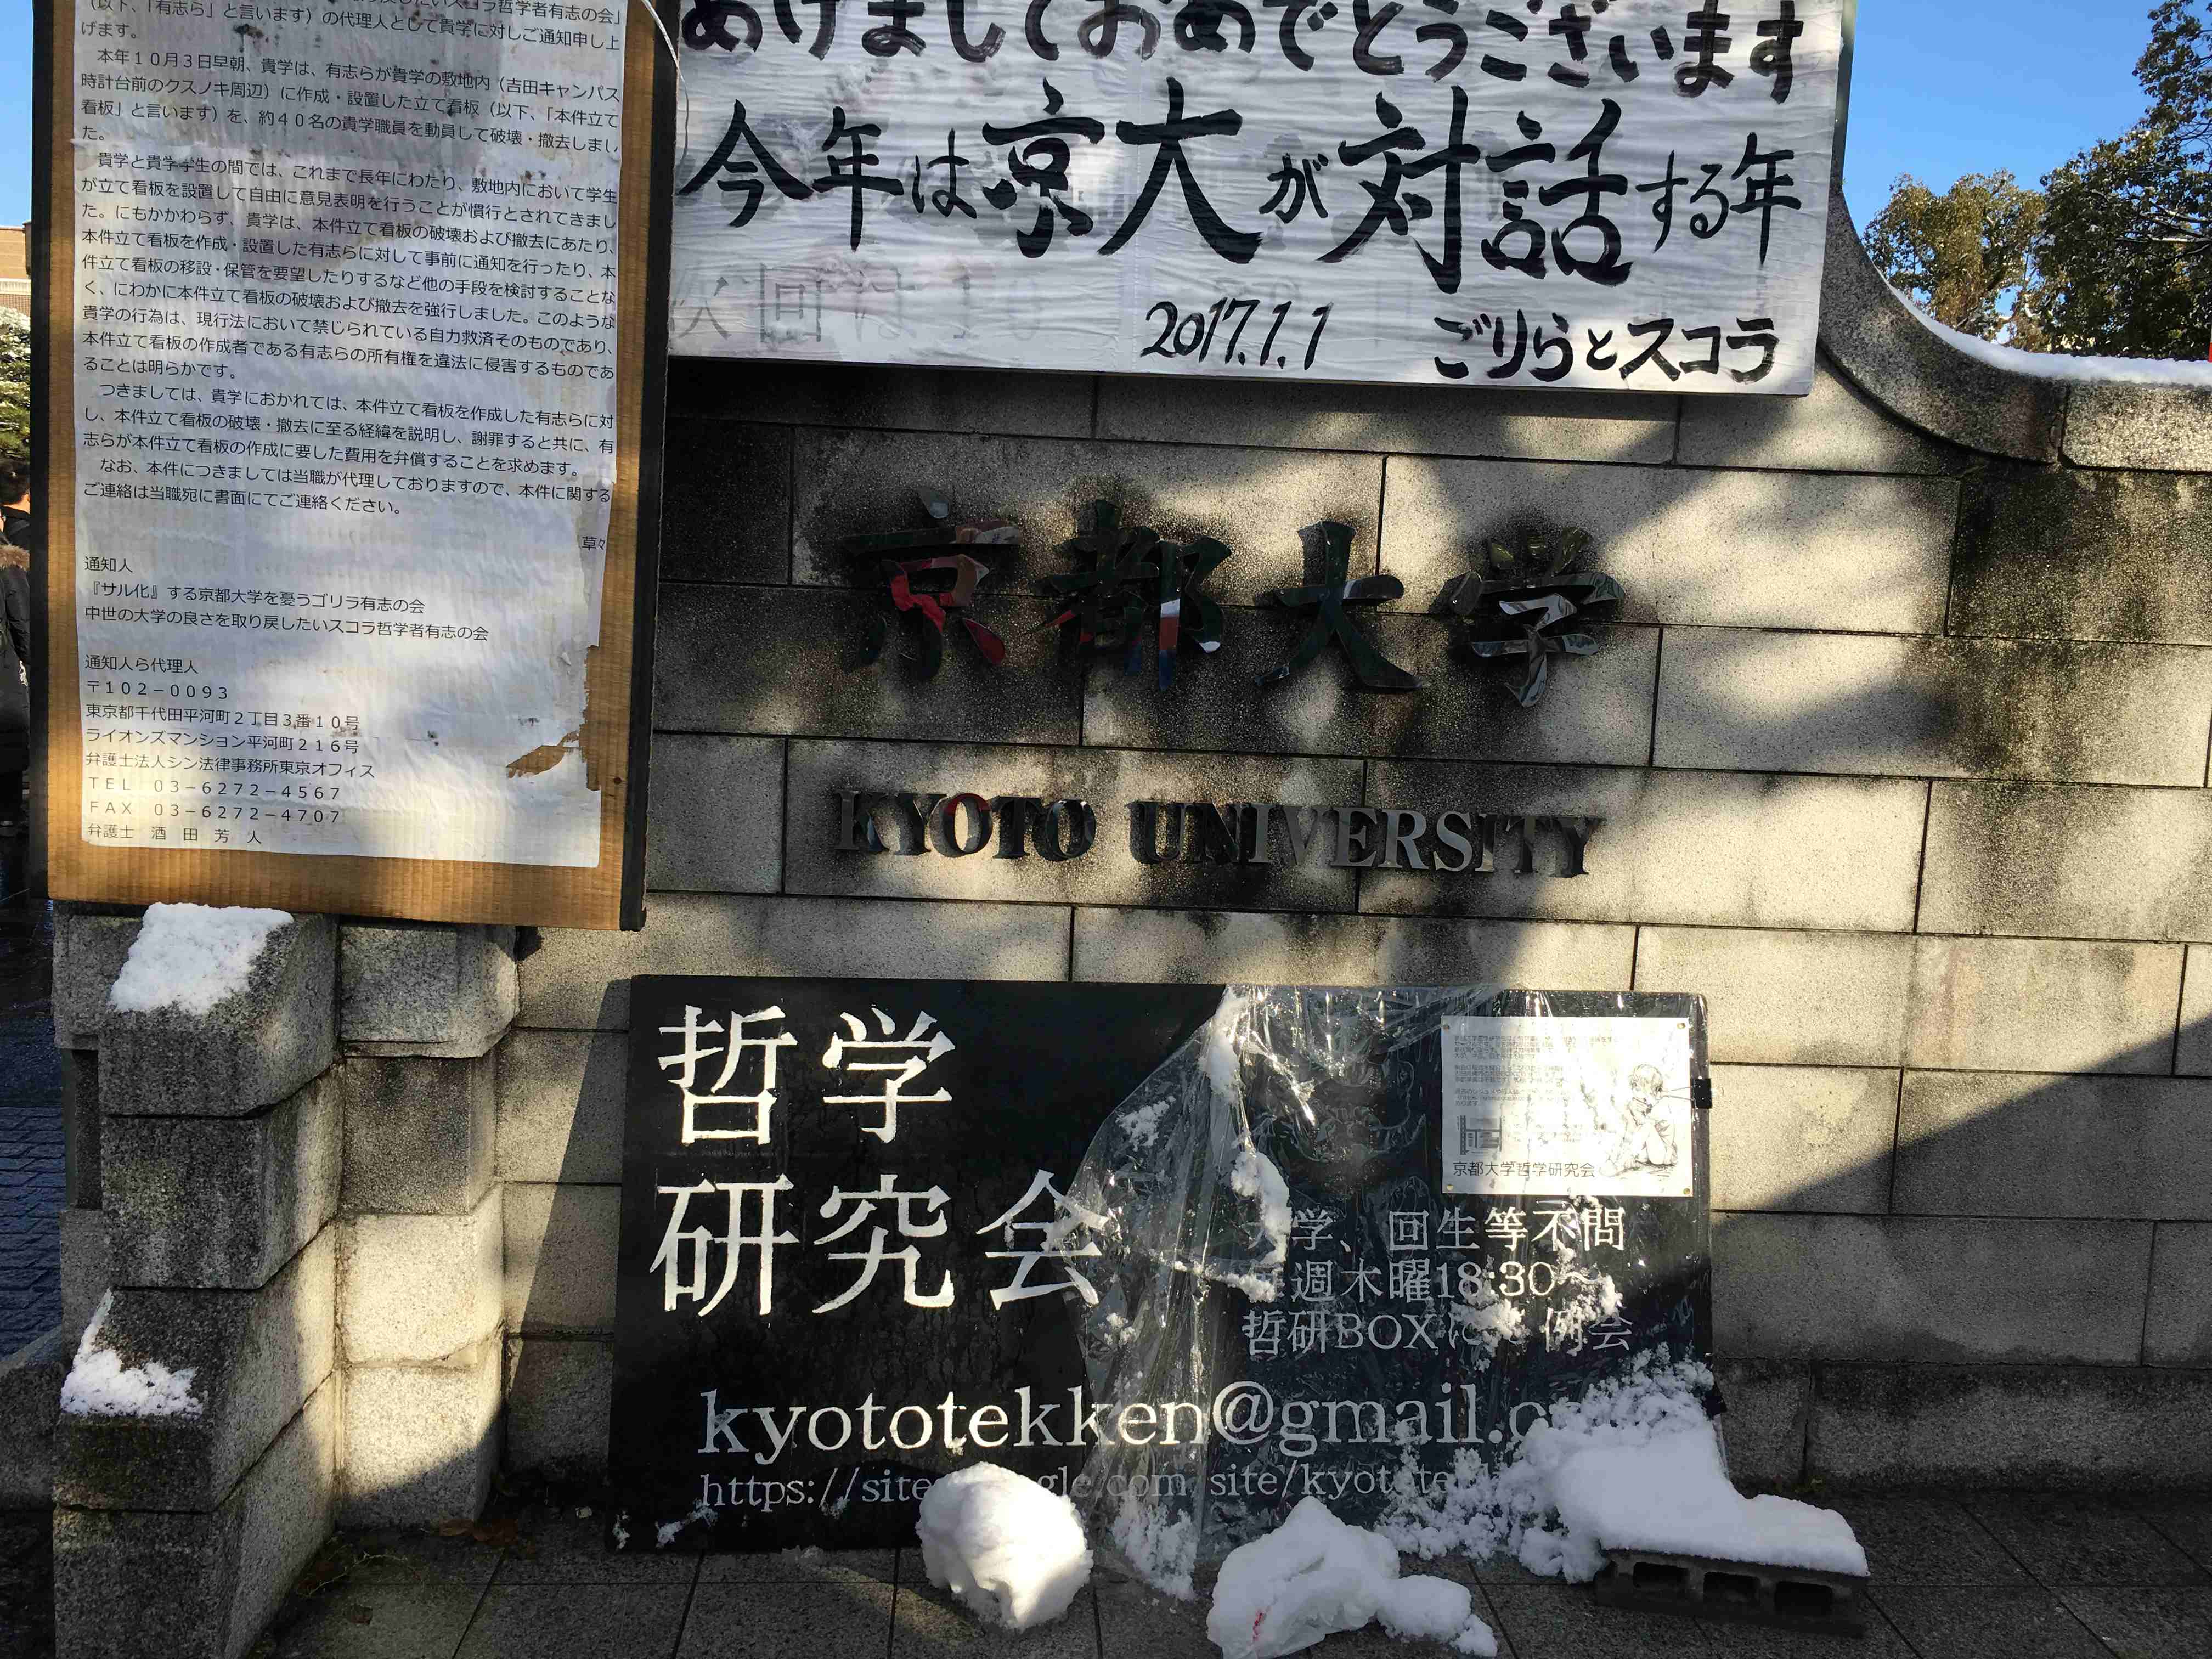 (以下、「有志ら」と言います)の代理人として貴学に対しご通知申し上
げます。
本年10月3日早朝、貴学は、有志らが貴学の敷地内(吉田キャンパス
時計台前のクスノキ周辺)に作成・設置した立て看板(以下、「本件立て
看板」と言います)を、約40名の貴学職員を動員して破壊・撤去しまし
た。
貴学と貴学学生の間では、これまで長年にわたり、敷地内において学生
が立て看板を設置して自由に意見表明を行うことが慣行とされてきまし
た。にもかかわらず、貴学は、本件立て看板の破壊および撤去にあたり、
本件立て看板を作成・設置した有志らに対して事前に通知を行ったり、本
件立て看板の移設・保管を要望したりするなど他の手段を検討することな
く、にわかに本件立て看板の破壊および撤去を強行しました。このような
貴学の行為は、現行法において禁じられている自力救済そのものであり、
本件立て看板の作成者である有志らの所有権を違法に侵害するものであ
ることは明らかです。
つきましては、貴学におかれては、本件立て看板を作成した有志らに対
し、本件立て看板の破壊・撤去に至る経緯を説明し、謝罪すると共に、有
志らが本件立て看板の作成に要した費用を弁償することを求めます。
なお、本件につきましては当職が代理しておりますので、本件に関する
ご連絡は当職宛に書面にてご連絡ください。
草々
通知人
『サル化』する京都大学を憂うゴリラ有志の会
中世の大学の良さを取り戻したいスコラ哲学者有志の会
通知人ら代理人
〒102-0093
東京都千代田平河町2丁目3番10号
ライオンズマンション平河町216号
弁護士法人シン法律事務所東京オフィス
TEL 03-6272-4567
FAX 03-6272-4707
弁護士 酒田芳人
あけましておめでとうございます
今年は京大が対話する年
次回は
2017.1.1 ごりらとスコラ
京都大学
KYOTO UNIVERSITY
哲学
研究会
京都大学哲学研究会
大学、回生等不問
毎週木曜18:30〜
哲研BOXにて例会
kyototekken@gmail.c
https://site gle.com/site/kyotote